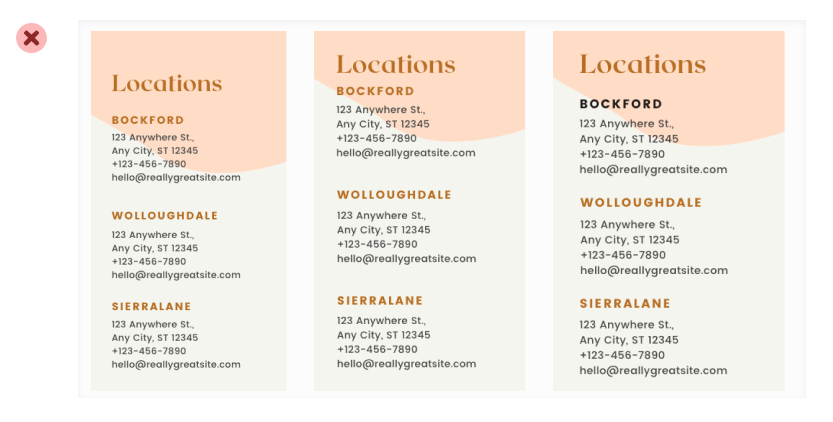 Locations
BOCKFORD
123 Anywhere St.,
Any City, ST 12345
+123-456-7890
hello@reallygreatsite.com
WOLLOUGHDALE
123 Anywhere St.,
Any City, ST 12345
+123-456-7890
hello@reallygreatsite.com
SIERRALANE
123 Anywhere St.,
Any City, ST 12345
+123-456-7890
hello@reallygreatsite.com
Locations
BOCKFORD
123 Anywhere St.,
Any City, ST 12345
+123-456-7890
hello@reallygreatsite.com
WOLLOUGHDALE
123 Anywhere St.,
Any City, ST 12345
+123-456-7890
hello@reallygreatsite.com
SIERRALANE
123 Anywhere St.,
Any City, ST 12345
+123-456-7890
hello@reallygreatsite.com
Locations
BOCKFORD
123 Anywhere St.,
Any City, ST 12345
+123-456-7890
hello@reallygreatsite.com
WOLLOUGHDALE
123 Anywhere St.,
Any City, ST 12345
+123-456-7890
hello@reallygreatsite.com
SIERRALANE
123 Anywhere St.,
Any City, ST 12345
+123-456-7890
hello@reallygreatsite.com